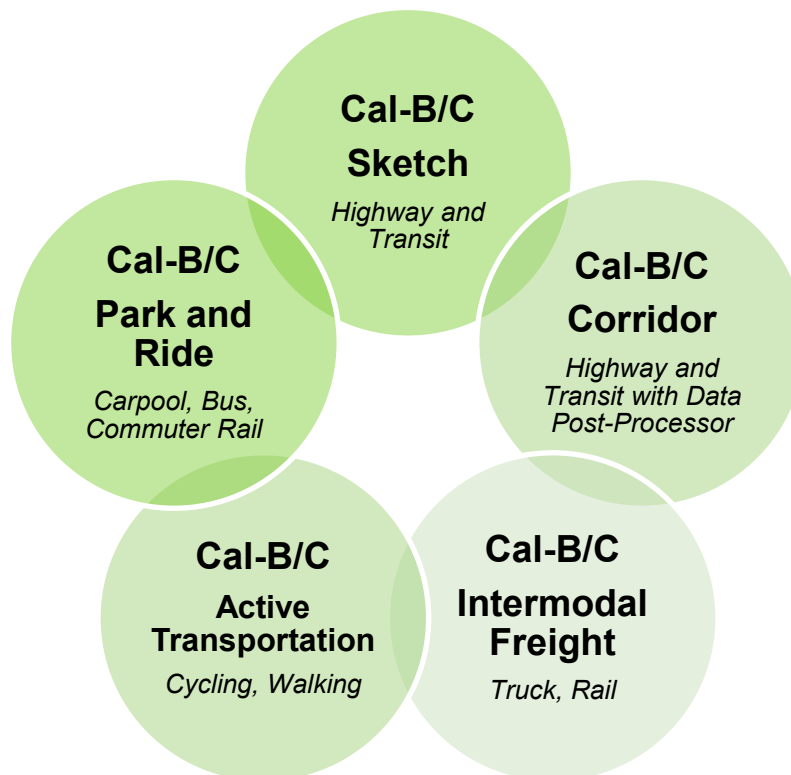 Cal-B/C
Sketch
Highway and
Transit
Cal-B/C
Park and
Ride
Carpool, Bus,
Commuter Rail
Cal-B/C
Corridor
Highway and
Transit with Data
Post-Processor
Cal-B/C
Active
Transportation
Cycling, Walking
Cal-B/C
Intermodal
Freight
Truck, Rail